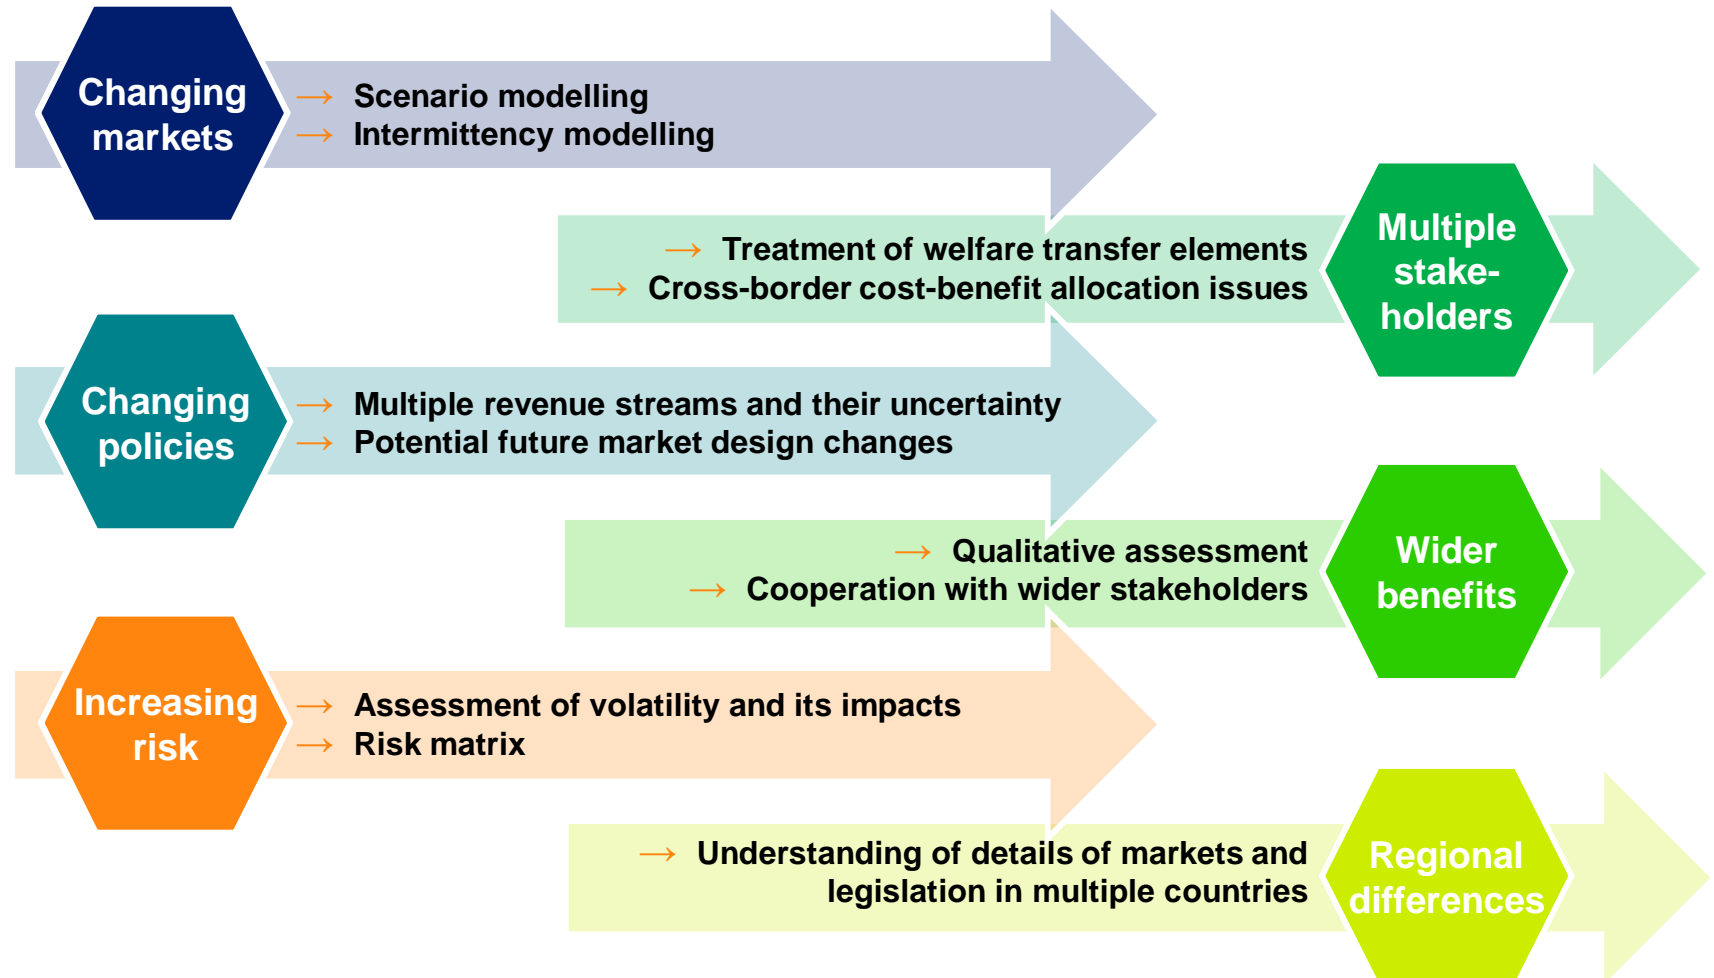 Changing
markets
→ Scenario modelling
→ Intermittency modelling
→ Treatment of welfare transfer elements
→ Cross-border cost-benefit allocation issues
Multiple
stake-
holders
Changing
policies
→ Multiple revenue streams and their uncertainty
→ Potential future market design changes
→ Qualitative assessment
→ Cooperation with wider stakeholders
Wider
benefits
Increasing
risk
→ Assessment of volatility and its impacts
→ Risk matrix
→ Understanding of details of markets and
legislation in multiple countries
Regional
differences